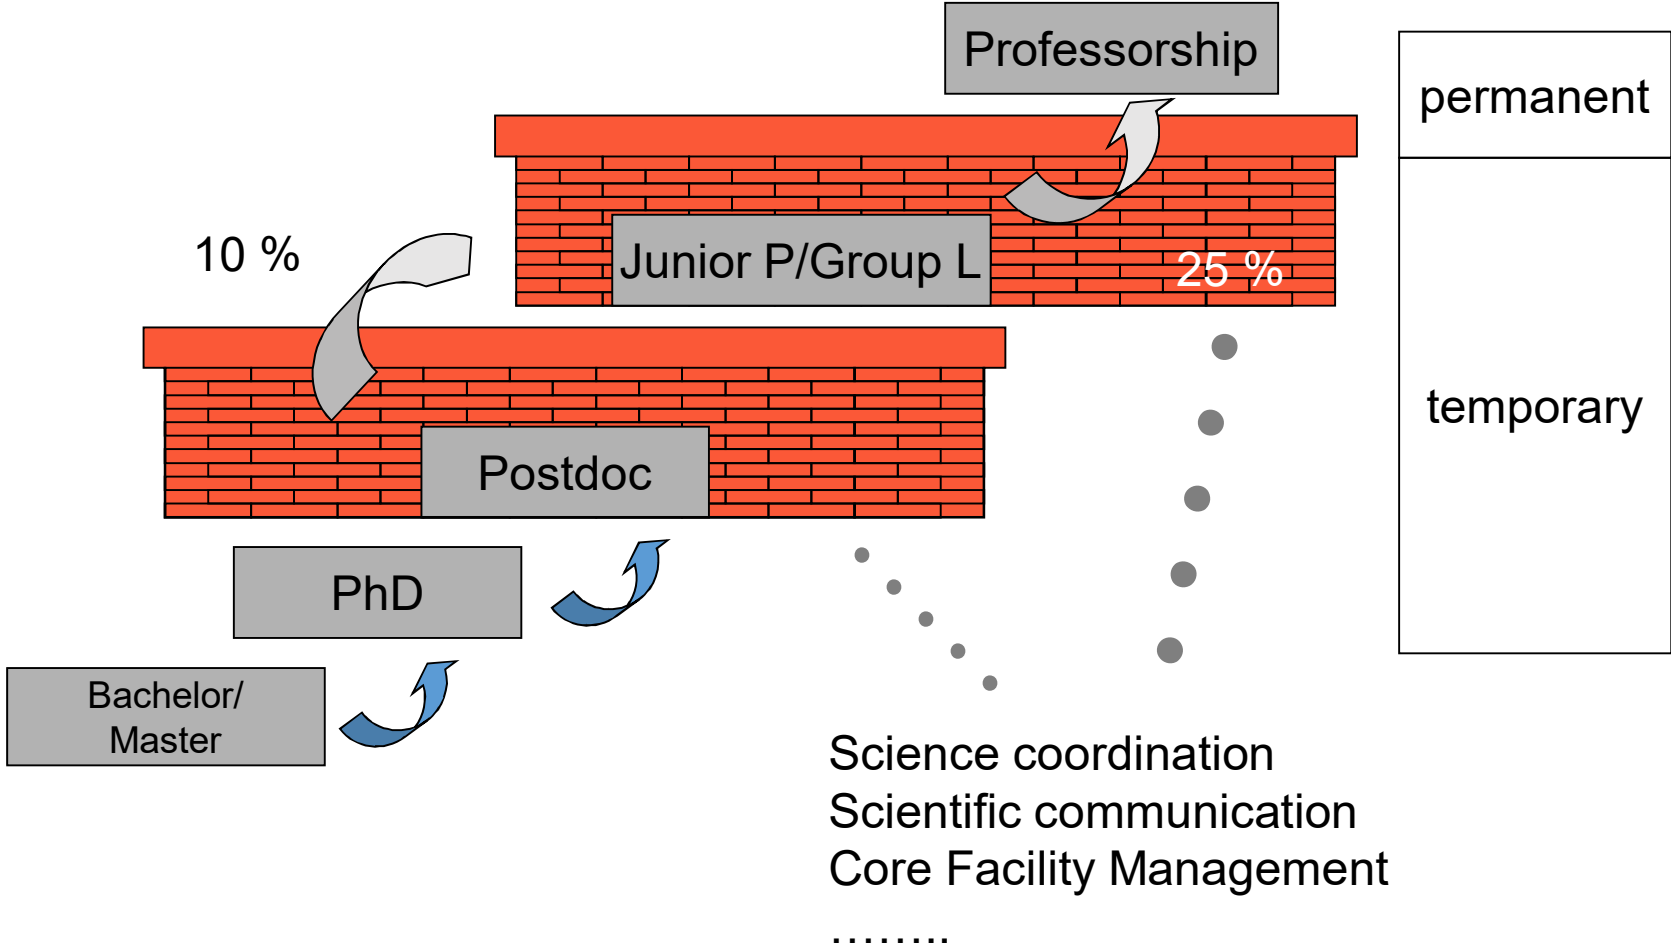 Professorship
permanent
10 %
Junior P/Group L
25 %
temporary
Postdoc
PhD
Bachelor/
Master
Science coordination
Scientific communication
Core Facility Management
……..